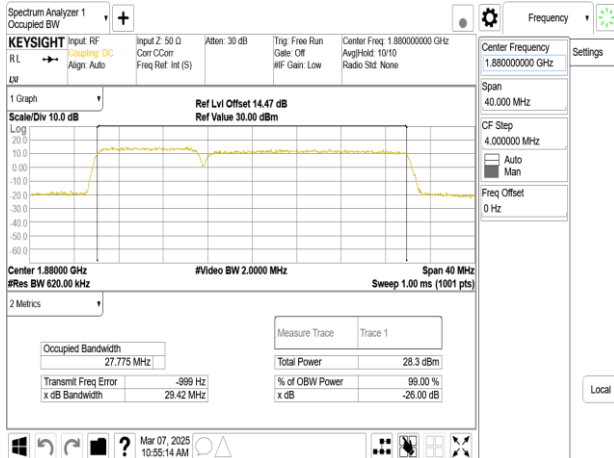 Spectrum Analyzer 1
Occupied BW
Frequency
KEYSIGHT
RL
Input: RF
Coupling: DC
Align: Auto
Input Z: 50 Ω
Corr CCorr
Freq Ref: Int (S)
Atten: 30 dB
Trig: Free Run
Gate: Off
#IF Gain: Low
Center Freq: 1.880000000 GHz
Avg|Hold: 10/10
Radio Std: None
LXI
1 Graph
Scale/Div 10.0 dB
Ref Lvl Offset 14.47 dB
Ref Value 30.00 dBm
Log
20.0
10.0
0.00
-10.0
-20.0
-30.0
-40.0
-50.0
-60.0
Center 1.88000 GHz
#Res BW 620.00 kHz
#Video BW 2.0000 MHz
Span 40 MHz
Sweep 1.00 ms (1001 pts)
2 Metrics
Occupied Bandwidth
27.775 MHz
Transmit Freq Error -999 Hz
x dB Bandwidth 29.42 MHz
Measure Trace Trace 1
Total Power 28.3 dBm
% of OBW Power 99.00 %
x dB -26.00 dB
Center Frequency
1.880000000 GHz
Span
40.000 MHz
CF Step
4.000000 MHz
Auto
Man
Freq Offset
0 Hz
Settings
Local
Mar 07, 2025
10:55:14 AM